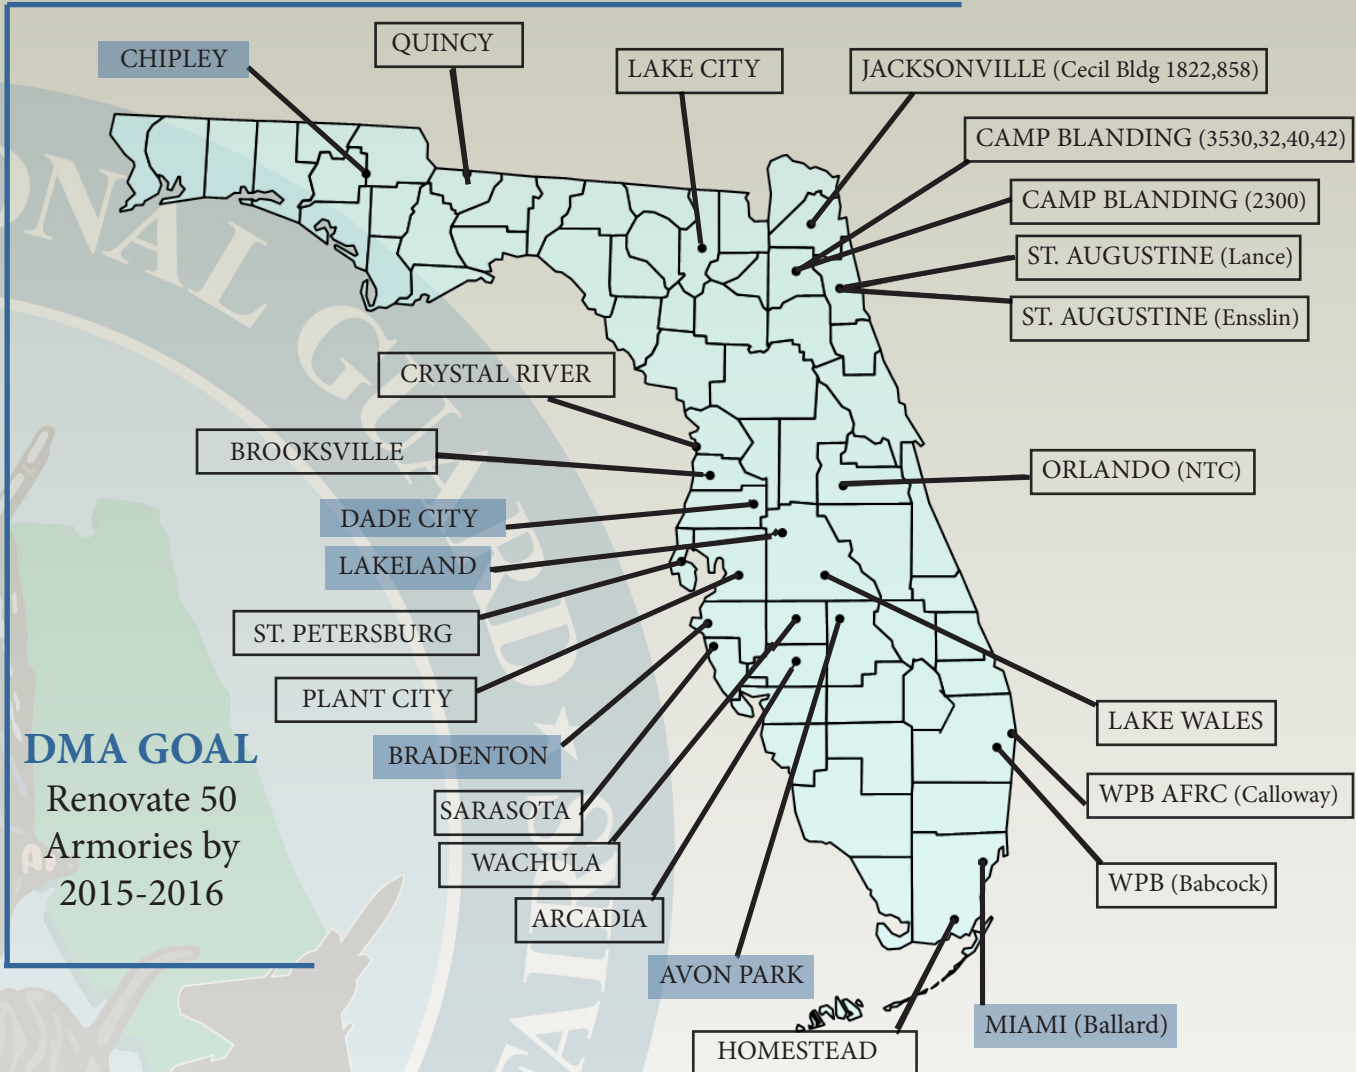 CHIPLEY
QUINCY
LAKE CITY
JACKSONVILLE (Cecil Bldg 1822,858)
CAMP BLANDING (3530,32,40,42)
CAMP BLANDING (2300)
ST. AUGUSTINE (Lance)
ST. AUGUSTINE (Ensslin)
CRYSTAL RIVER
BROOKSVILLE
ORLANDO (NTC)
DADE CITY
LAKELAND
ST. PETERSBURG
PLANT CITY
LAKE WALES
BRADENTON
SARASOTA
WPB AFRC (Calloway)
WACHULA
WPB (Babcock)
ARCADIA
AVON PARK
MIAMI (Ballard)
HOMESTEAD
DMA GOAL
Renovate 50
Armories by
2015-2016
ONAL GUARD
FAIRS